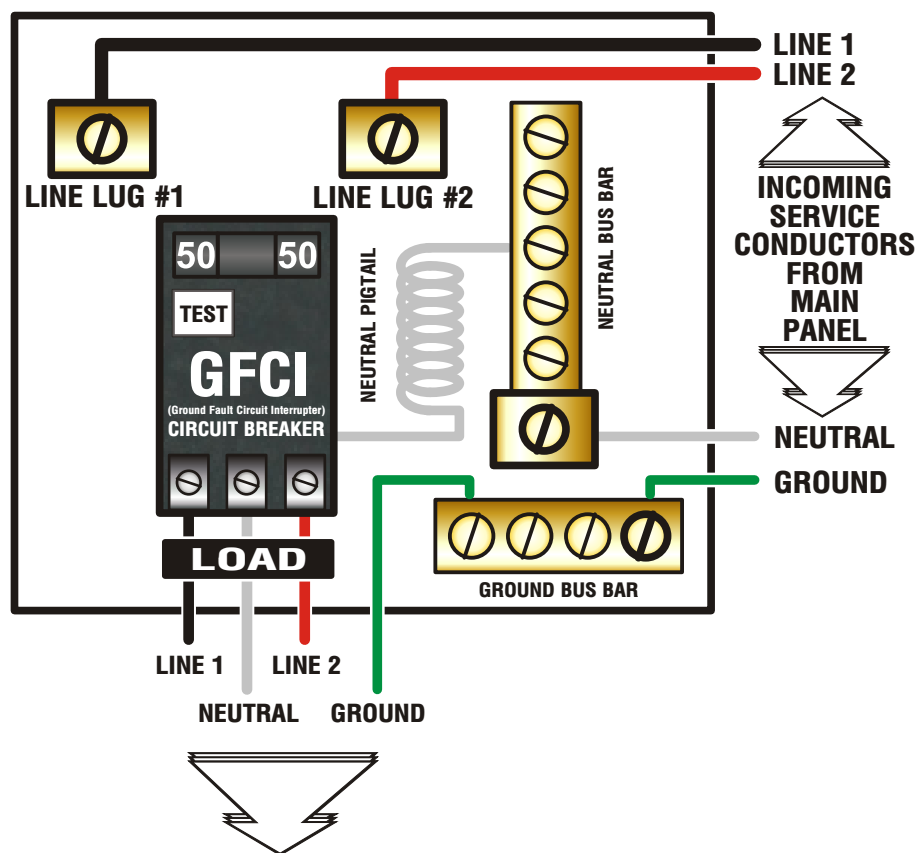 LINE 1
LINE 2
LINE LUG #1
LINE LUG #2
INCOMING
SERVICE
CONDUCTORS
FROM
MAIN
PANEL
NEUTRAL BUS BAR
NEUTRAL PIGTAIL
50 50
TEST
GFCI
(Ground Fault Circuit Interrupter)
CIRCUIT BREAKER
NEUTRAL
GROUND
LOAD
GROUND BUS BAR
LINE 1
LINE 2
NEUTRAL
GROUND